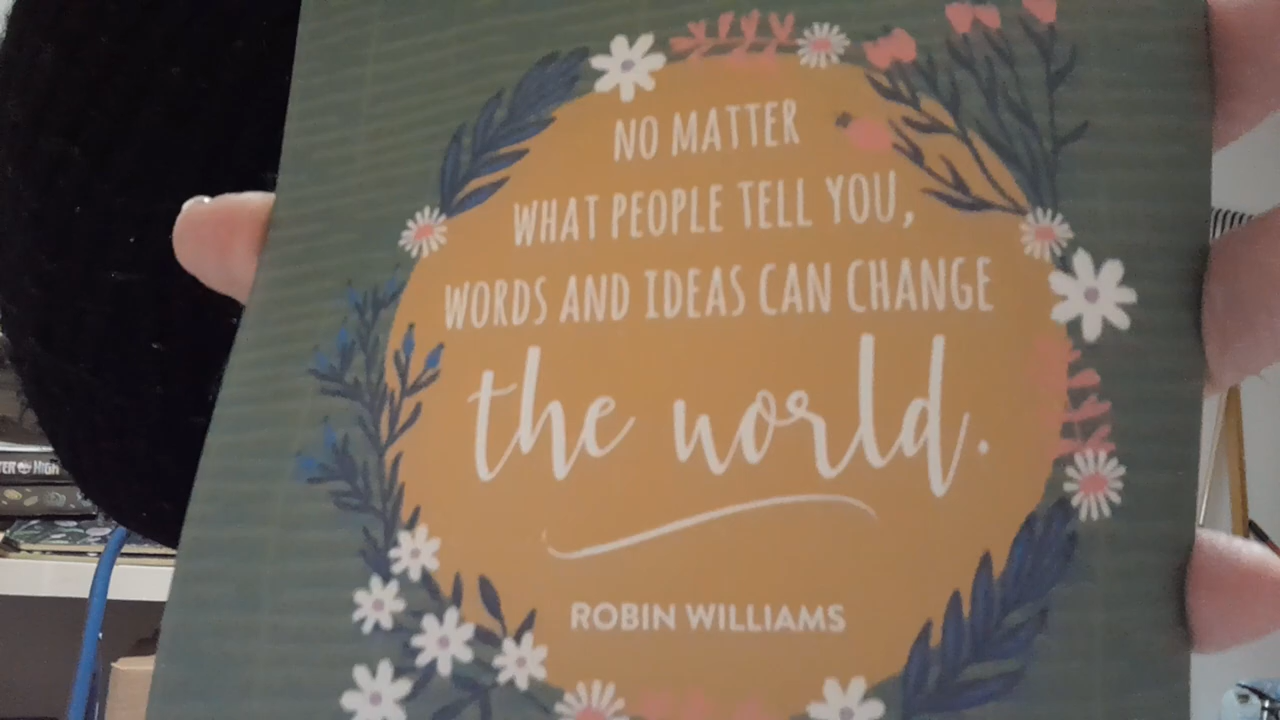 NO MATTER
WHAT PEOPLE TELL YOU,
WORDS AND IDEAS CAN CHANGE
the world.
ROBIN WILLIAMS